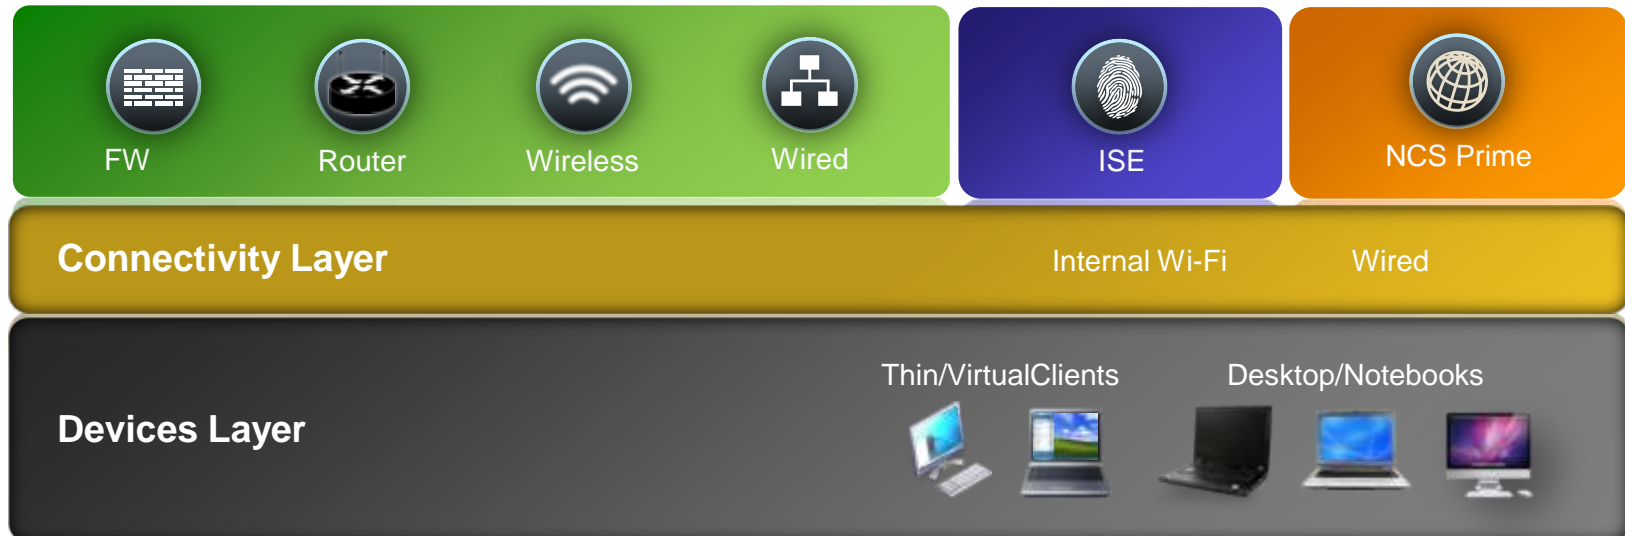 FW
Router
Wireless
Wired
ISE
NCS Prime
Connectivity Layer
Internal Wi-Fi
Wired
Thin/VirtualClients
Desktop/Notebooks
Devices Layer